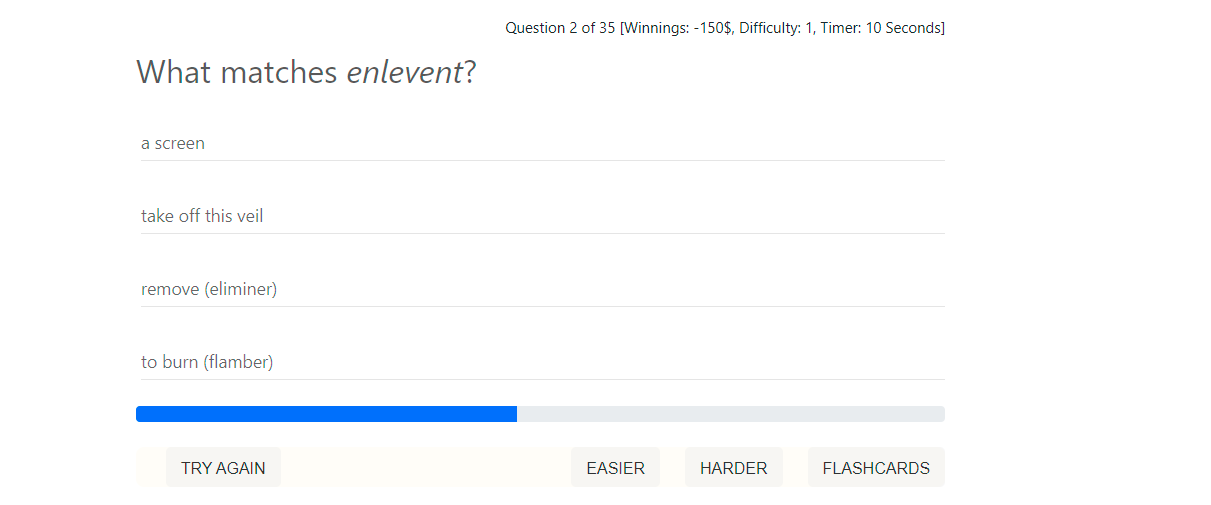 Question 2 of 35 [Winnings: -150$, Difficulty: 1, Timer: 10 Seconds]
What matches enlevent?
a screen
take off this veil
remove (eliminer)
to burn (flamber)
TRY AGAIN EASIER HARDER FLASHCARDS